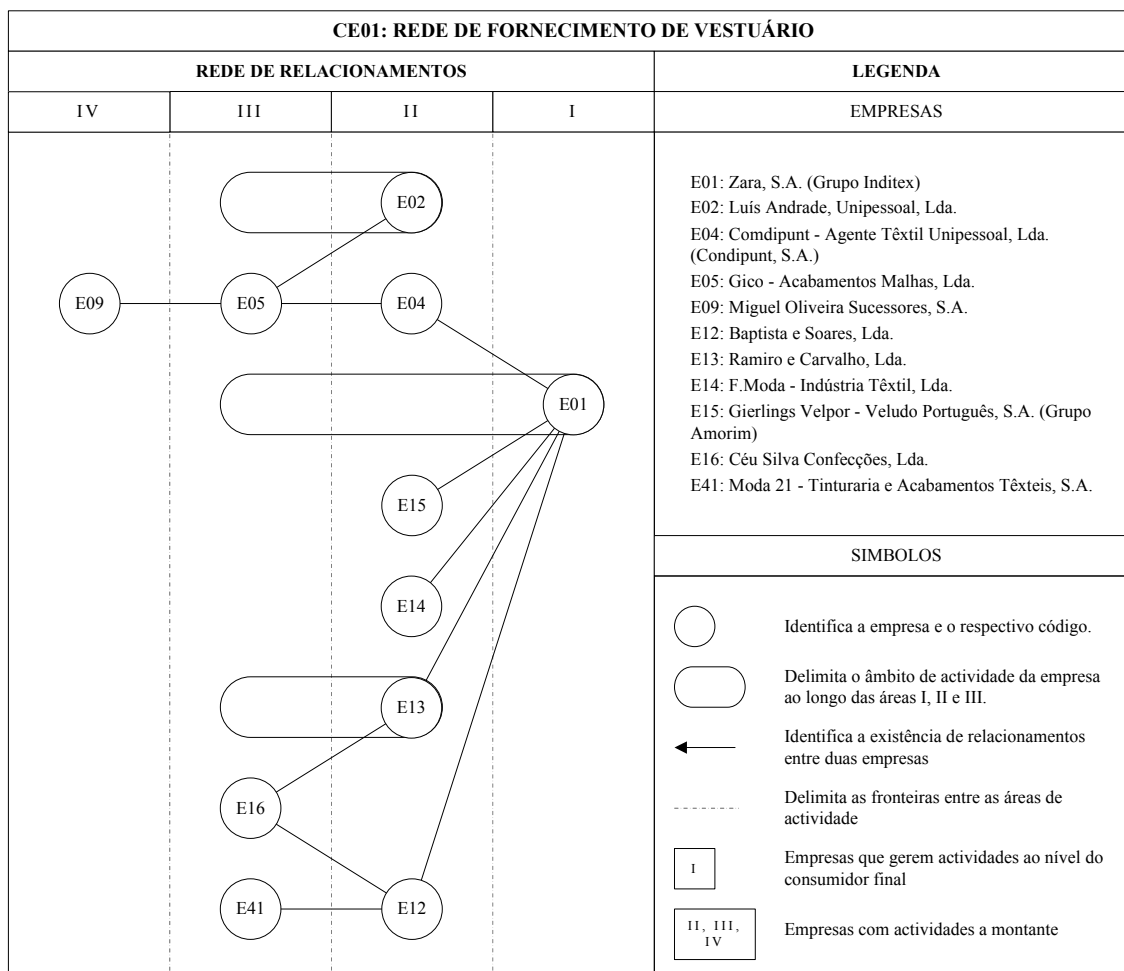 CE01: REDE DE FORNECIMENTO DE VESTUÁRIO
REDE DE RELACIONAMENTOS
LEGENDA
IV
III
II
I
EMPRESAS
E02
E09
E05
E04
E01
E15
E14
E13
E16
E41
E12
E01: Zara, S.A. (Grupo Inditex)
E02: Luís Andrade, Unipessoal, Lda.
E04: Comdipunt - Agente Têxtil Unipessoal, Lda.
(Condipunt, S.A.)
E05: Gico - Acabamentos Malhas, Lda.
E09: Miguel Oliveira Sucessores, S.A.
E12: Baptista e Soares, Lda.
E13: Ramiro e Carvalho, Lda.
E14: F.Moda - Indústria Têxtil, Lda.
E15: Gierlings Velpor - Veludo Português, S.A. (Grupo
Amorim)
E16: Céu Silva Confecções, Lda.
E41: Moda 21 - Tinturaria e Acabamentos Têxteis, S.A.
SIMBOLOS
Identifica a empresa e o respectivo código.
Delimita o âmbito de actividade da empresa
ao longo das áreas I, II e III.
Identifica a existência de relacionamentos
entre duas empresas
Delimita as fronteiras entre as áreas de
actividade
I
Empresas que gerem actividades ao nível do
consumidor final
II, III,
IV
Empresas com actividades a montante